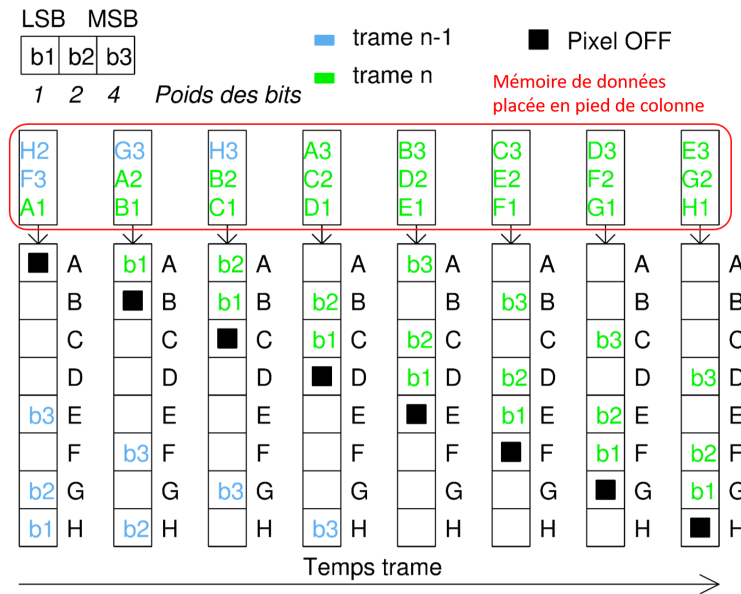 LSB MSB
b1 b2 b3
1 2 4 Poids des bits
trame n-1
trame n
Pixel OFF
Mémoire de données
placée en pied de colonne
H2 G3 H3 A3 B3 C3 D3 E3
F3 A2 B2 C2 D2 E2 F2 G2
A1 B1 C1 D1 E1 F1 G1 H1
A b1 A b2 A A b3 A A A A
B B b1 B b2 B B b3 B B B
C C C b1 C b2 C C b3 C C
D D D D b1 D b2 D D b3 D
b3 E E E E E b1 E b2 E E
F b3 F F F F F b1 F b2 F
b2 G G b3 G G G G G b1 G
b1 H b2 H H b3 H H H H H
Temps trame